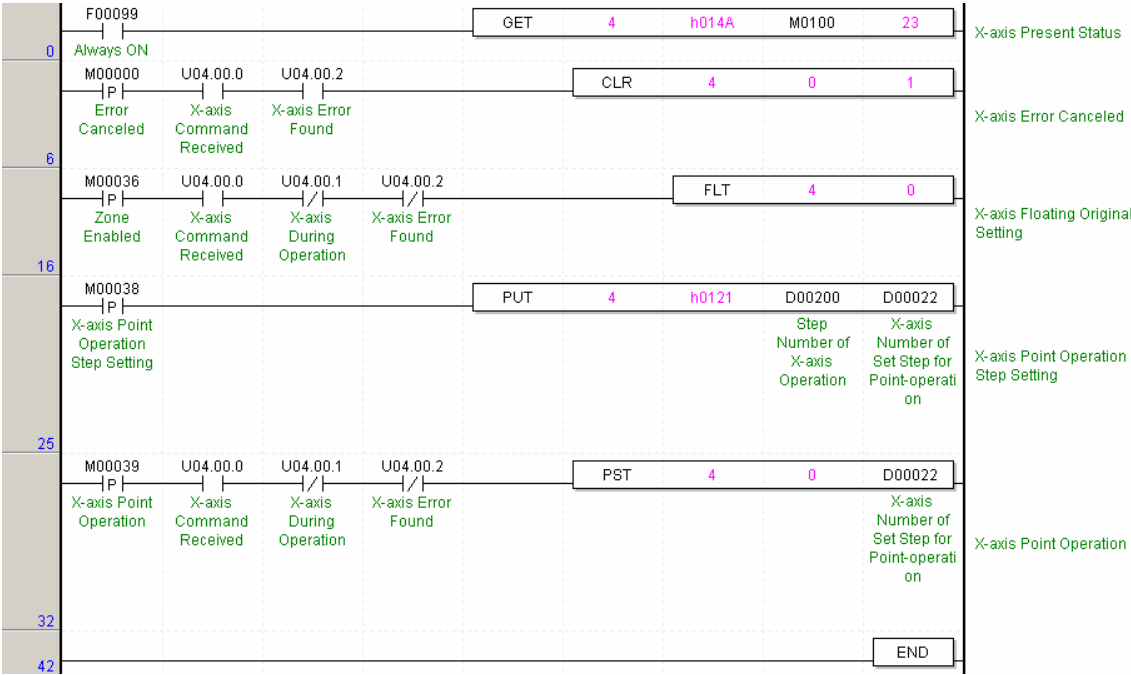 F00099
GET 4 h014A M0100 23
X-axis Present Status
0 Always ON
M00000 U04.00.0 U04.00.2
P
CLR 4 0 1
Error Canceled
X-axis Command Received
X-axis Error Found
X-axis Error Canceled
6
M00036 U04.00.0 U04.00.1 U04.00.2
P
FLT 4 0
Zone Enabled
X-axis Command Received
X-axis During Operation
X-axis Error Found
X-axis Floating Original
Setting
16
M00038
P
PUT 4 h0121 D00200 D00022
X-axis Point
Operation
Step Setting
Step
Number of
X-axis
Operation
X-axis
Number of
Set Step for
Point-operati
on
X-axis Point Operation
Step Setting
25
M00039 U04.00.0 U04.00.1 U04.00.2
P
PST 4 0 D00022
X-axis Point
Operation
X-axis
Command
Received
X-axis
During
Operation
X-axis Error
Found
X-axis
Number of
Set Step for
Point-operati
on
X-axis Point Operation
32
END
42